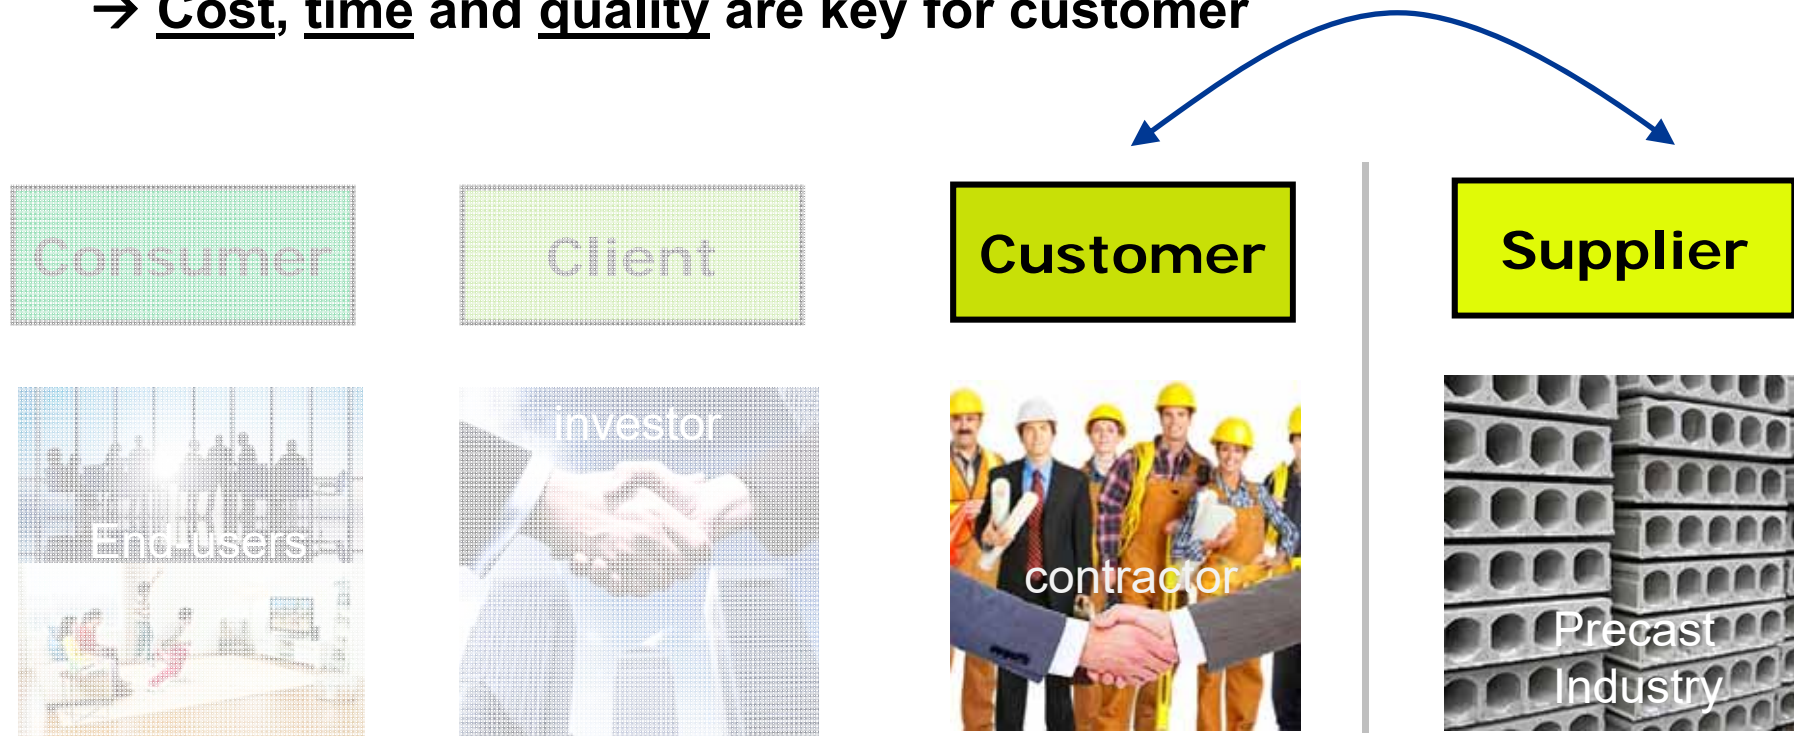 → Cost, time and quality are key for customer
Consumer
Client
Customer
Supplier
End-users
investor
contractor
Precast
Industry